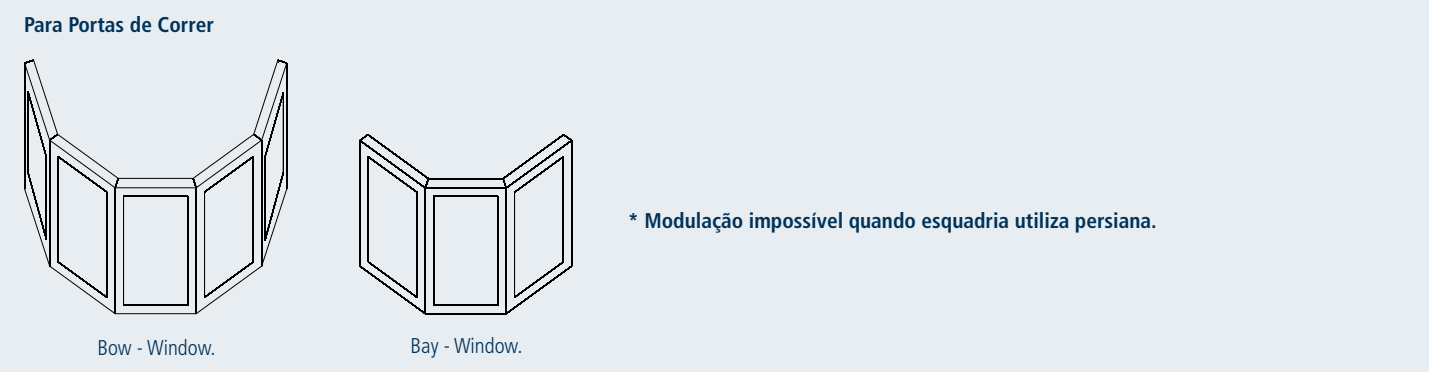 Para Portas de Correr
* Modulação impossível quando esquadria utiliza persiana.
Bow - Window.
Bay - Window.